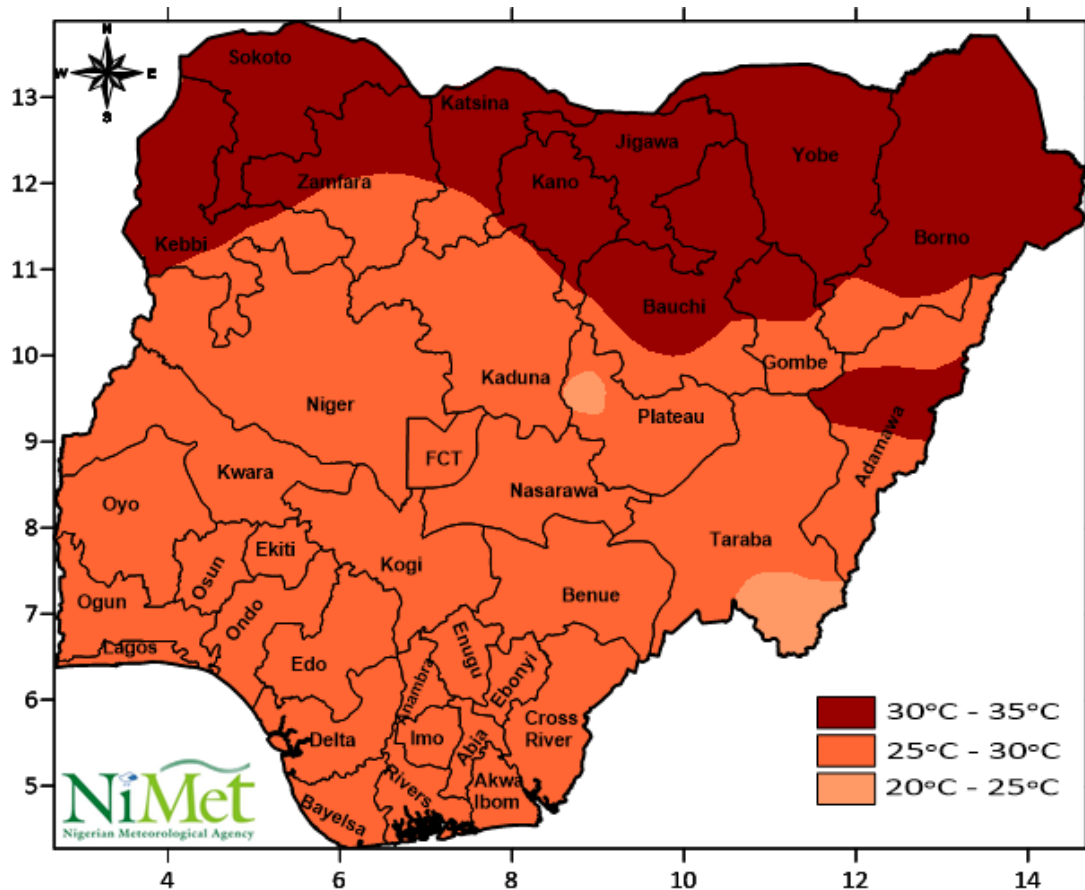 N
W E
S
Sokoto
13
Katsina
Jigawa
Yobe
12
Zamfara
Kano
Kebbi
Borno
11
Bauchi
10
Gombe
Kaduna
Niger
Plateau
9
Adamawa
FCT
Kwara
Nasarawa
Oyo
8
Taraba
Ekiti
Osun
Kogi
Benue
Ogun
7
Ondo
Lagos
Enugu
Edo
Ebonyi
Anambra
6
Cross
River
Delta
Imo
Abia
30°C - 35°C
25°C - 30°C
20°C - 25°C
Rivers
Akwa
Ibom
5
Bayelsa
NiMet
Nigerian Meteorological Agency
4 6 8 10 12 14